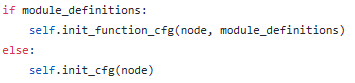 if module_definitions:
    self.init_function_cfg(node, module_definitions)
else:
    self.init_cfg(node)